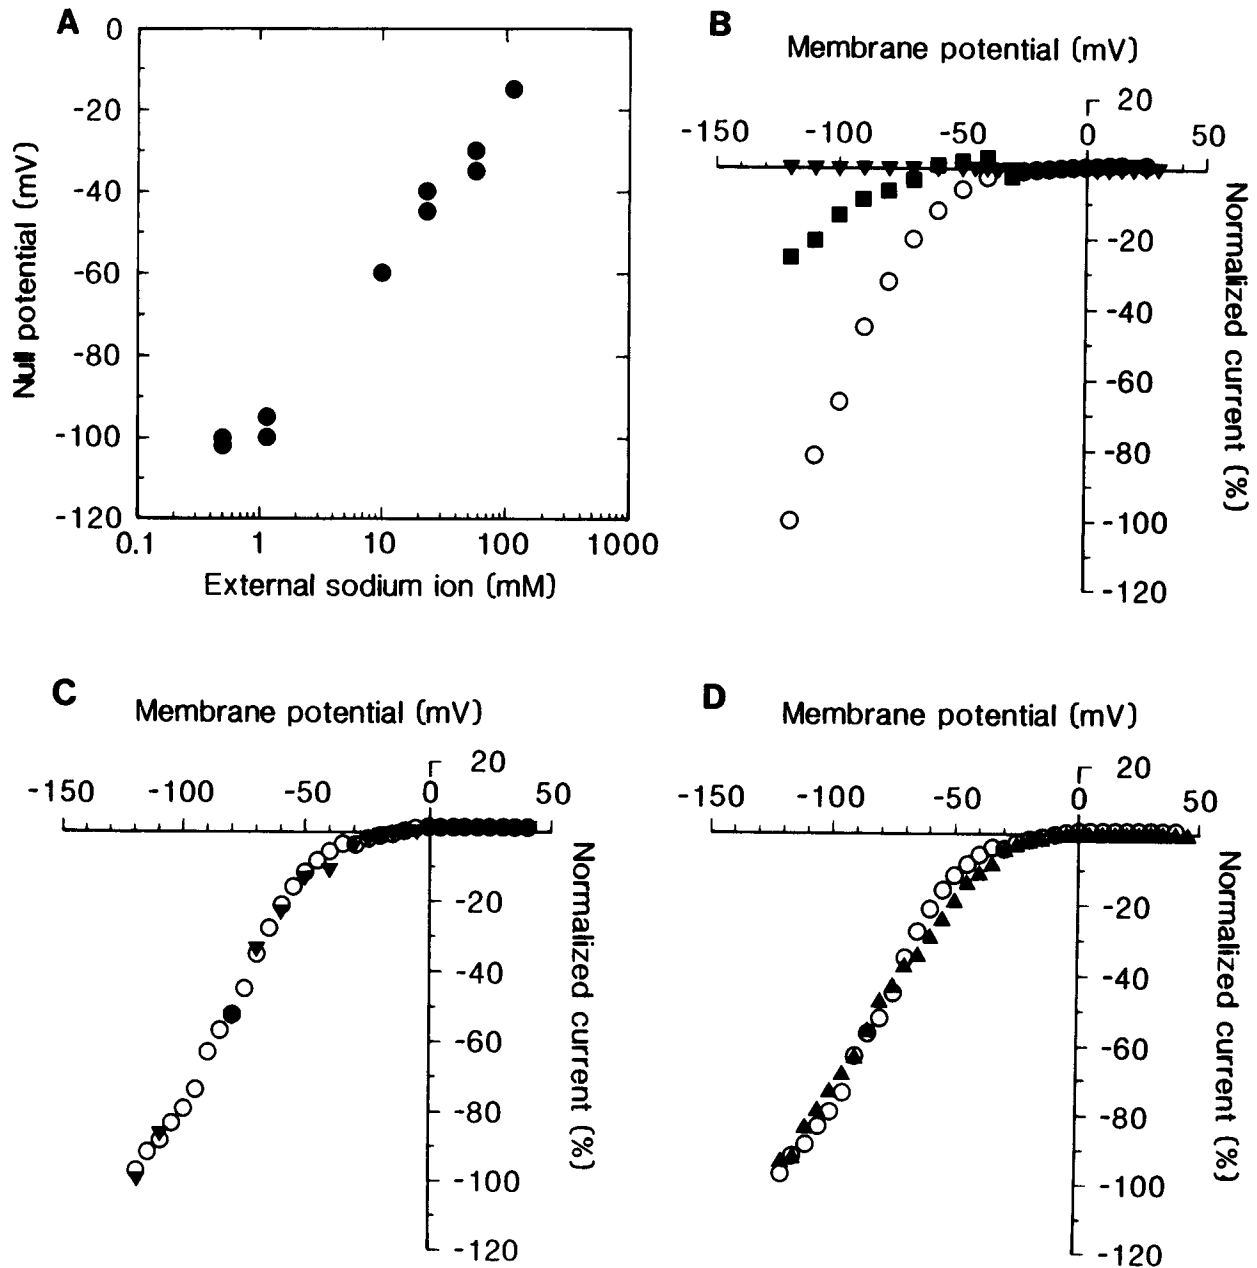 A
0
-20
-40
-60
-80
-100
-120
Null potential (mV)
0.1 1 10 100 1000
External sodium ion (mM)
B
Membrane potential (mV)
20
-150 -100 -50 0 50
-20
-40
-60
-80
-100
-120
Normalized current (%)
C
Membrane potential (mV)
20
-150 -100 -50 0 50
-20
-40
-60
-80
-100
-120
Normalized current (%)
D
Membrane potential (mV)
20
-150 -100 -50 0 50
-20
-40
-60
-80
-100
-120
Normalized current (%)